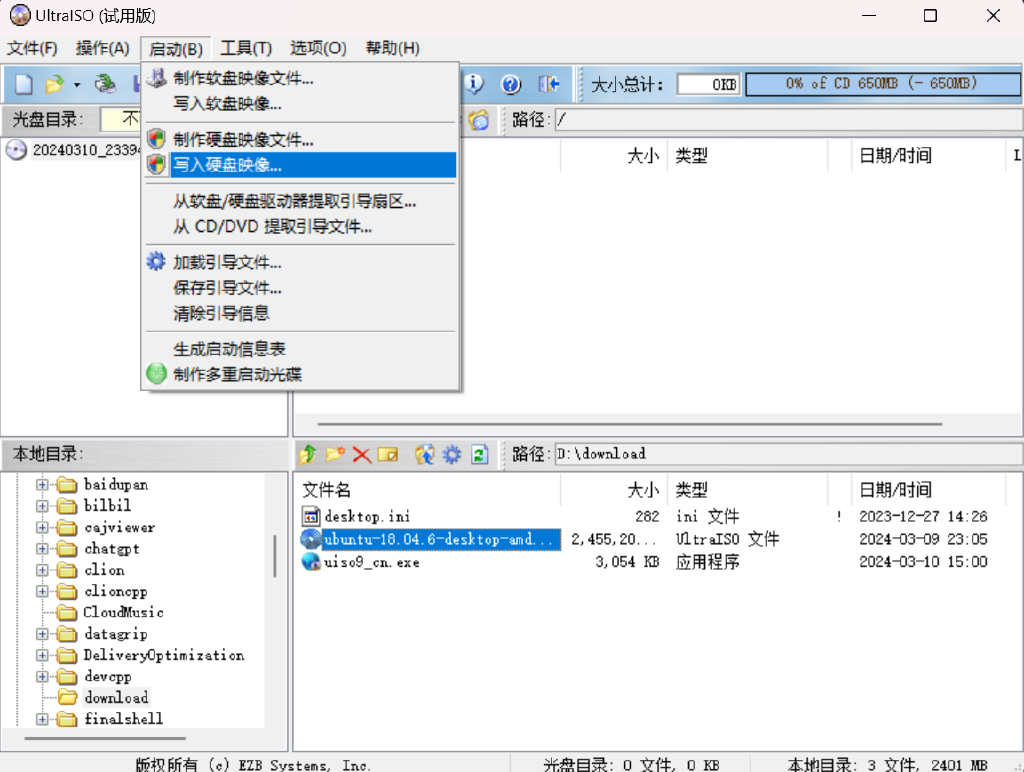 UltraISO (试用版)
文件(F) 操作(A) 启动(B) 工具(T) 选项(O) 帮助(H)
大小总计: 0KB 0% of CD 650MB (- 650MB)
光盘目录: 不 路径: /
20240310_2339
大小 类型 日期/时间
制作软盘映像文件...
写入软盘映像...
制作硬盘映像文件...
写入硬盘映像...
从软盘/硬盘驱动器提取引导扇区...
从 CD/DVD 提取引导文件...
加载引导文件...
保存引导文件...
清除引导信息
生成启动信息表
制作多重启动光碟
本地目录: 路径: D:\download
baidupan
bilbil
cajviewer
chatgpt
clion
clioncpp
CloudMusic
datagrip
DeliveryOptimization
devcpp
download
finalshell
文件名 大小 类型 日期/时间
desktop.ini 282 ini 文件 ! 2023-12-27 14:26
ubuntu-18.04.6-desktop-amd... 2,455,20... UltraISO 文件 2024-03-09 23:05
uiso9_cn.exe 3,054 KB 应用程序 2024-03-10 15:00
版权所有 (c) EZB Systems, Inc. 光盘目录: 0 文件, 0 KB 本地目录: 3 文件, 2401 MB